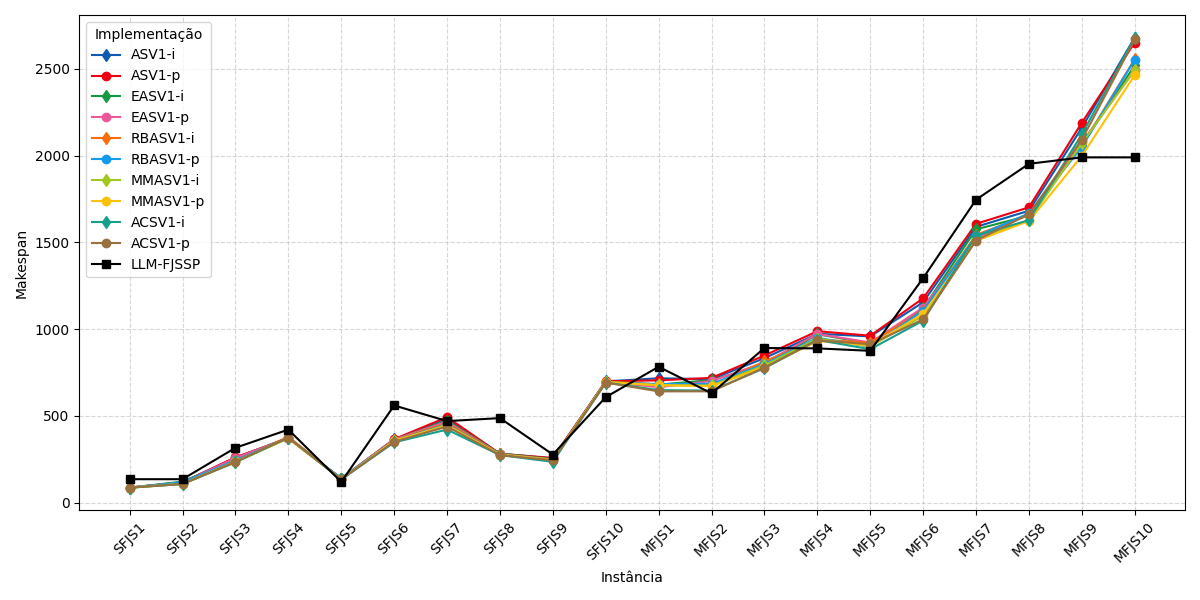 Implementação
ASV1-i
ASV1-p
EASV1-i
EASV1-p
RBASV1-i
RBASV1-p
MMASV1-i
MMASV1-p
ACSV1-i
ACSV1-p
LLM-FJSSP
Makespan
2500
2000
1500
1000
500
0
SFJS1
SFJS2
SFJS3
SFJS4
SFJS5
SFJS6
SFJS7
SFJS8
SFJS9
SFJS10
MFJS1
MFJS2
MFJS3
MFJS4
MFJS5
MFJS6
MFJS7
MFJS8
MFJS9
MFJS10
Instância